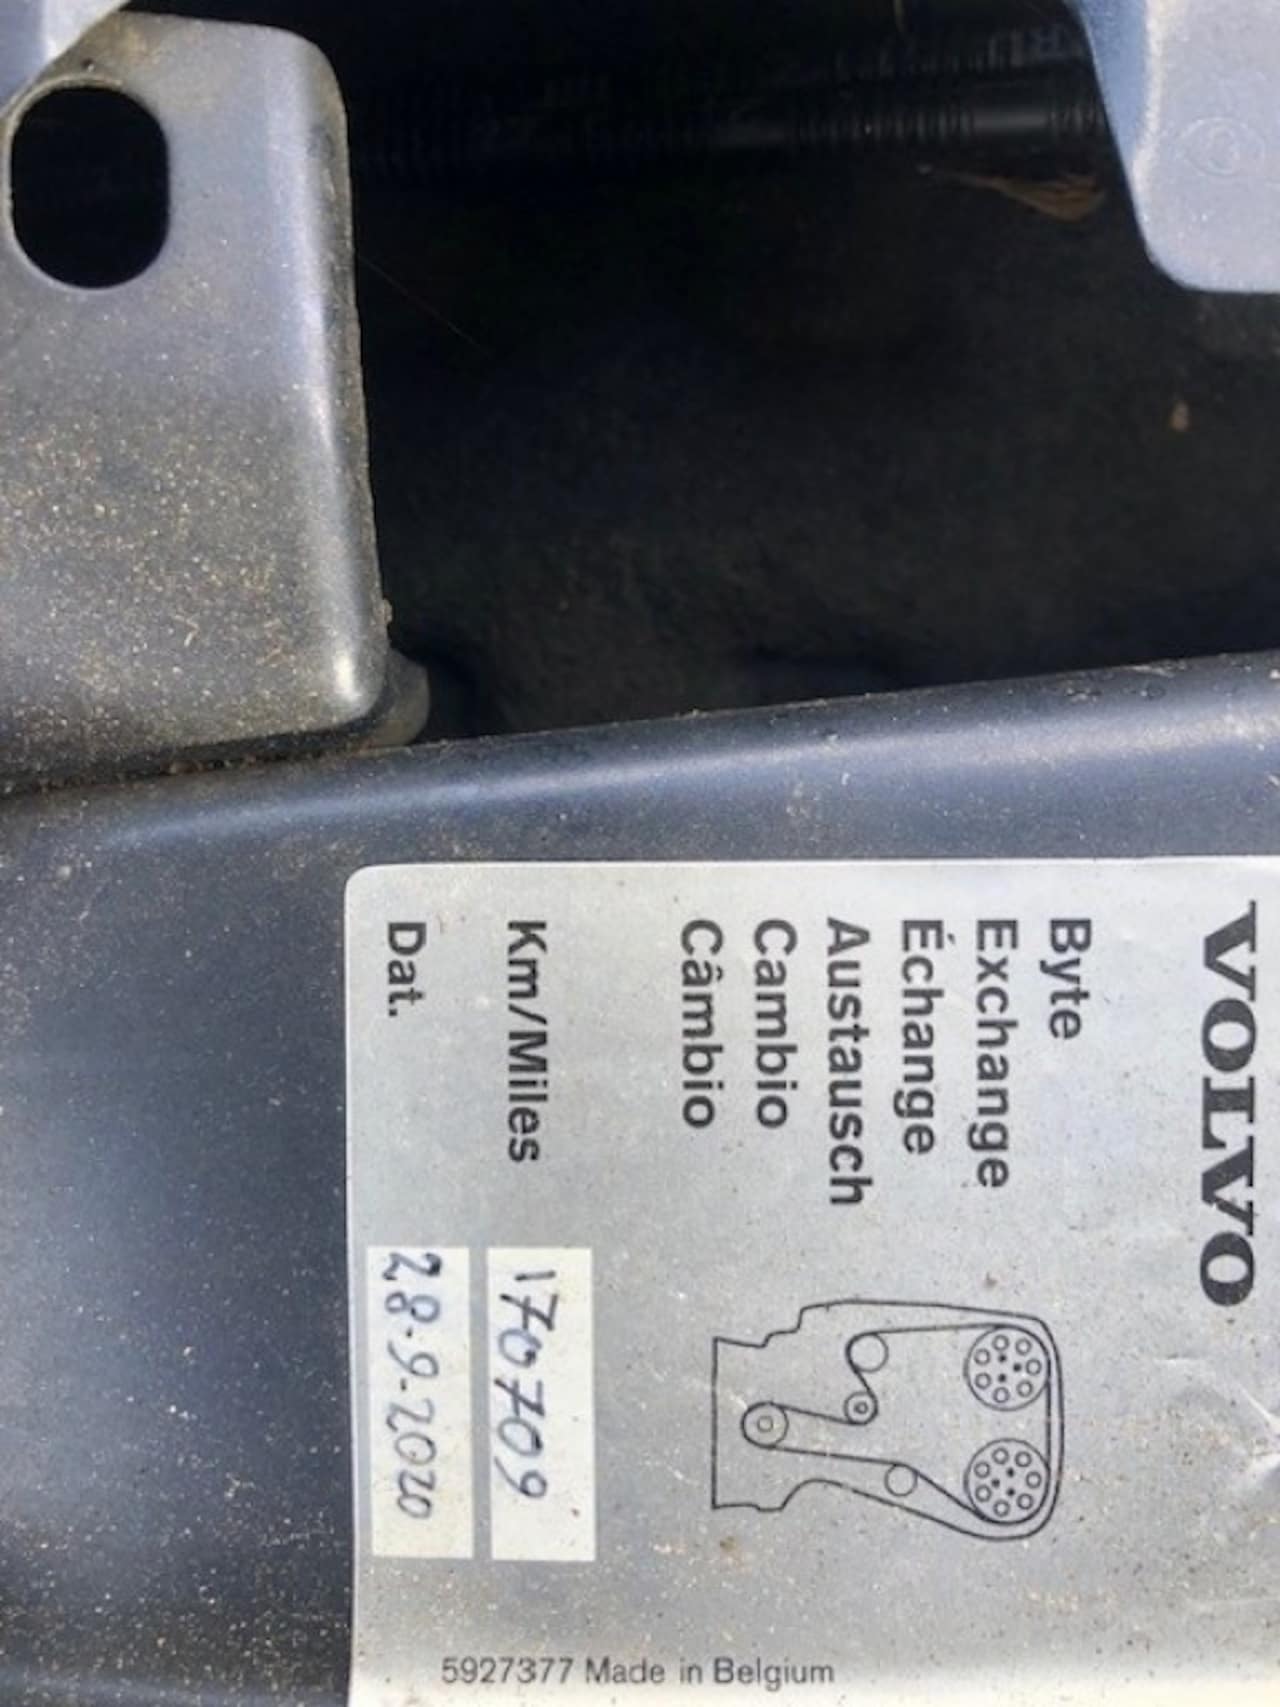 VOLVO
Byte
Exchange
Échange
Austausch
Cambio
Câmbio
Km/Miles 170709
Dat. 28.9.2020
5927377 Made in Belgium